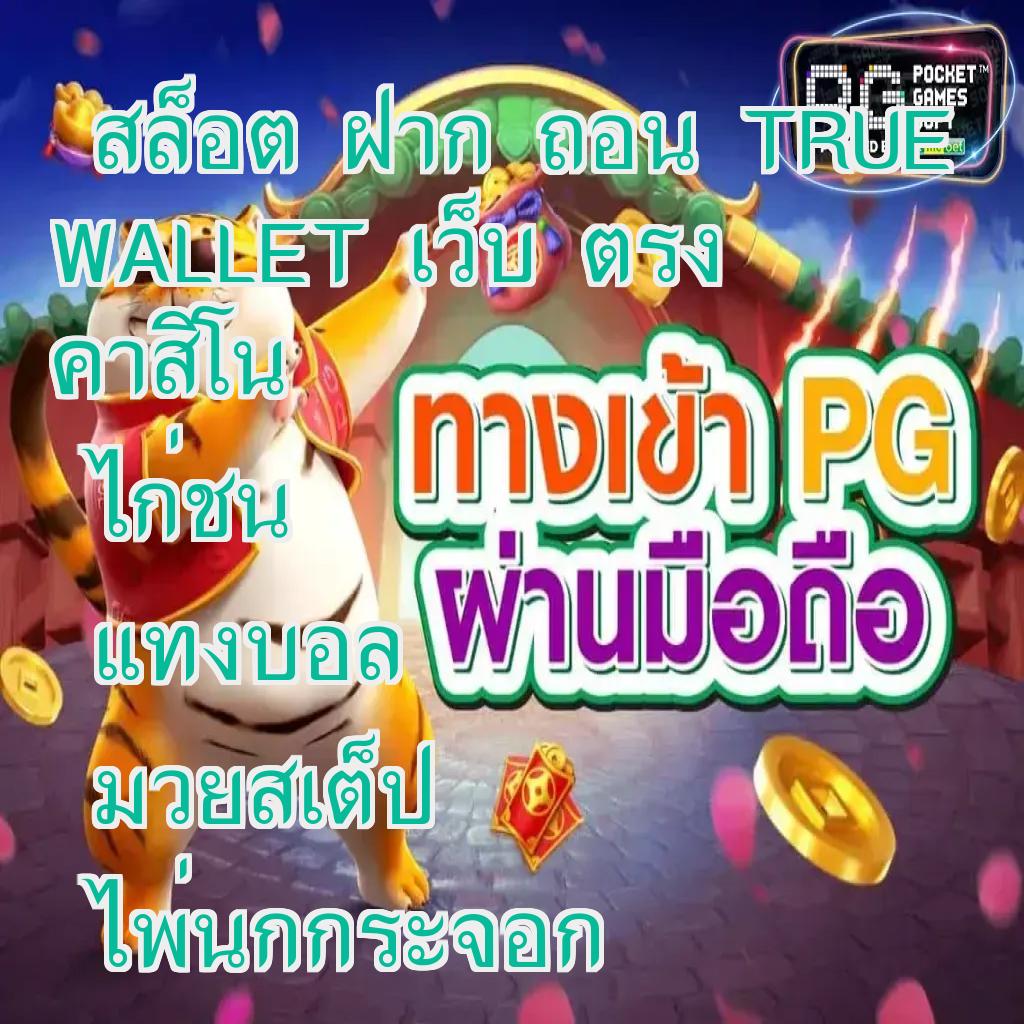 POCKET
GAMES
สล็อต ฝาก ถอน TRUE
WALLET เว็บ ตรง
คาสิโน
ไก่ชน
แทงบอล
มวยสเต็ป
ไพ่นกกระจอก
ทางเข้า PG
ผ่านมือถือ